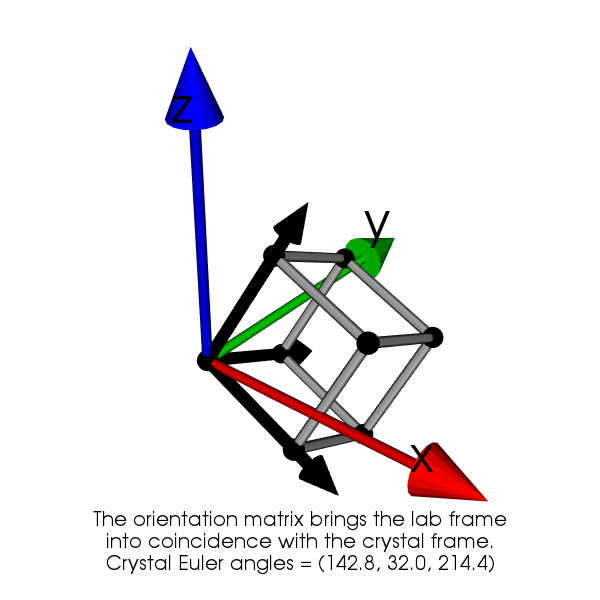 Z
y
x
The orientation matrix brings the lab frame
into coincidence with the crystal frame.
Crystal Euler angles = (142.8, 32.0, 214.4)